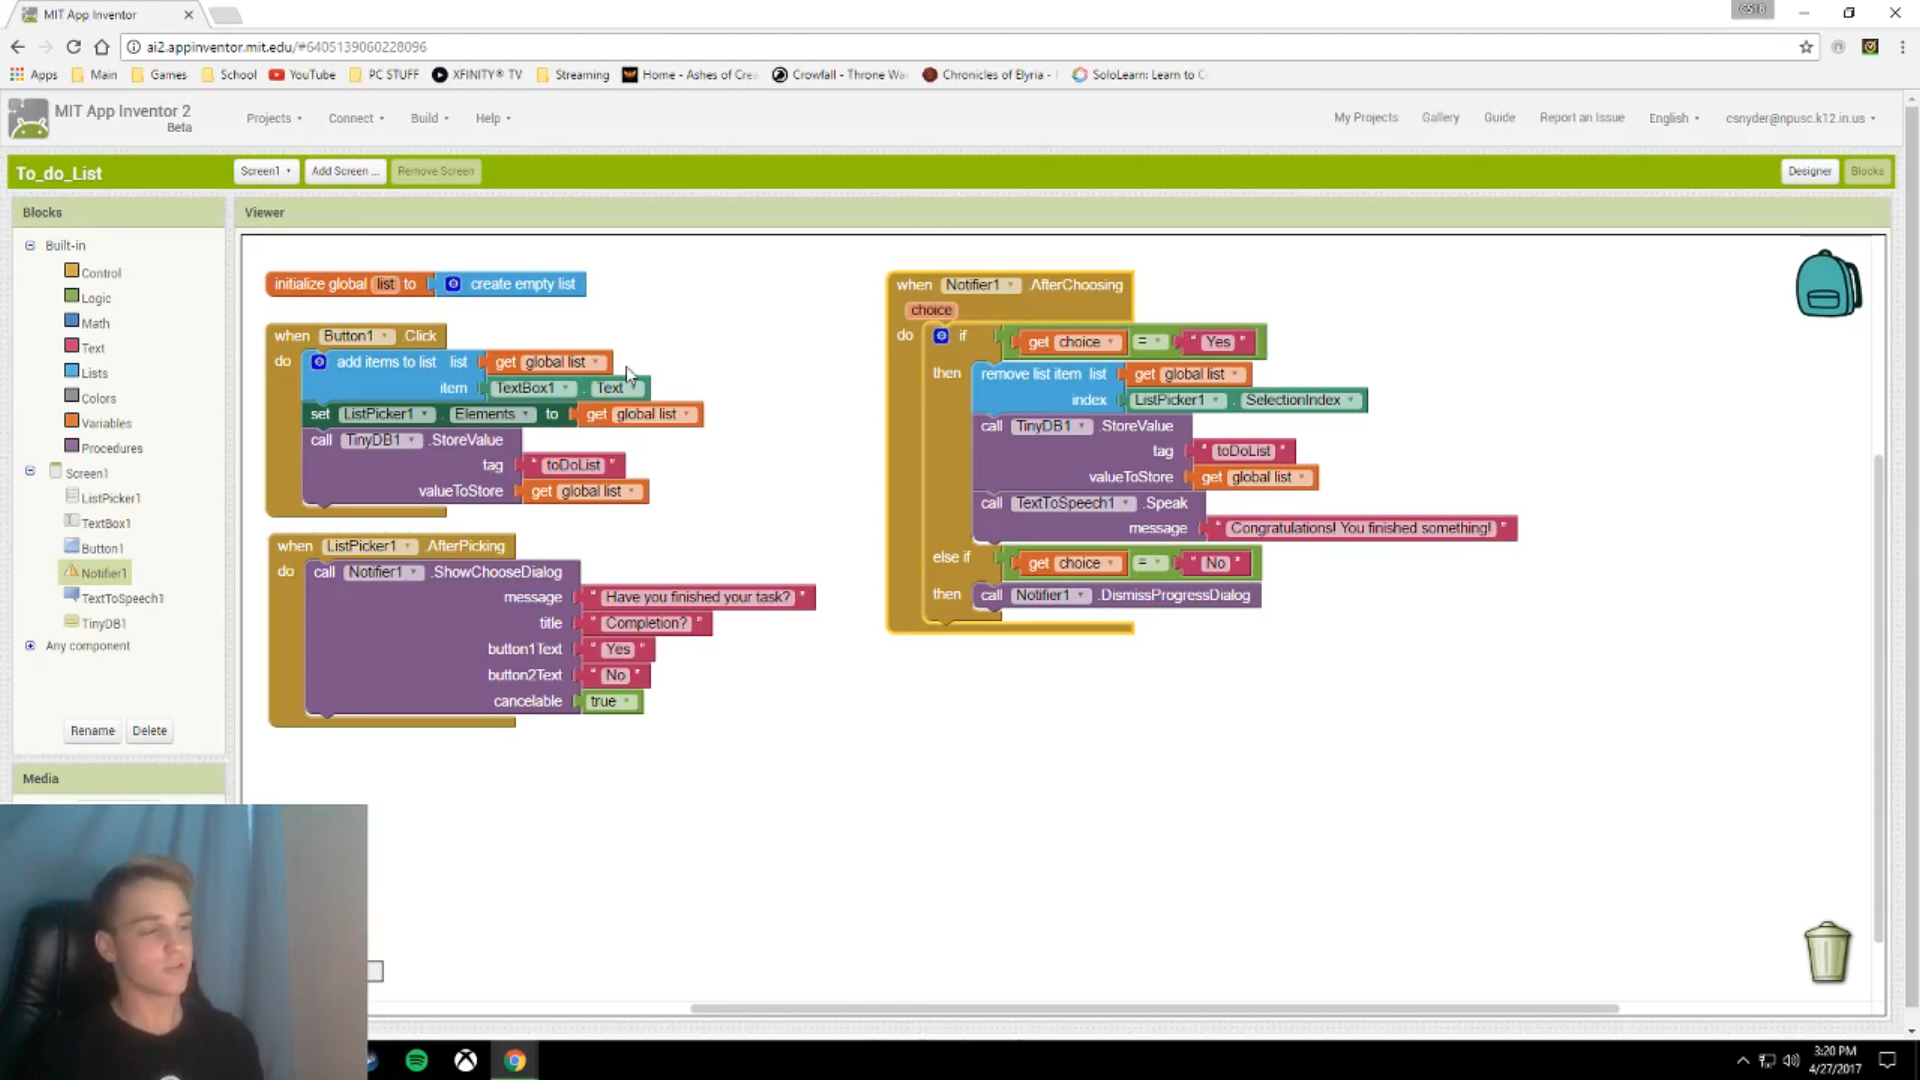 MIT App Inventor
CS18
ai2.appinventor.mit.edu/#6405139060228096
Apps Main Games School YouTube PC STUFF XFINITY® TV Streaming Home - Ashes of Crea Crowfall - Throne Wa Chronicles of Elyria - SoloLearn: Learn to C
MIT App Inventor 2
Beta
Projects Connect Build Help
My Projects Gallery Guide Report an Issue English csnyder@npusc.k12.in.us
To_do_List
Screen1 Add Screen ... Remove Screen
Designer Blocks
Blocks
Viewer
Built-in
Control
Logic
Math
Text
Lists
Colors
Variables
Procedures
Screen1
ListPicker1
TextBox1
Button1
Notifier1
TextToSpeech1
TinyDB1
Any component
Rename Delete
Media
initialize global list to create empty list
when Button1 .Click
do add items to list list get global list
item TextBox1 . Text
set ListPicker1 . Elements to get global list
call TinyDB1 .StoreValue
tag " toDoList "
valueToStore get global list
when ListPicker1 .AfterPicking
do call Notifier1 .ShowChooseDialog
message " Have you finished your task? "
title " Completion? "
button1Text " Yes "
button2Text " No "
cancelable true
when Notifier1 .AfterChoosing
choice
do if get choice = " Yes "
then remove list item list get global list
index ListPicker1 . SelectionIndex
call TinyDB1 .StoreValue
tag " toDoList "
valueToStore get global list
call TextToSpeech1 .Speak
message " Congratulations! You finished something! "
else if get choice = " No "
then call Notifier1 .DismissProgressDialog
3:20 PM
4/27/2017